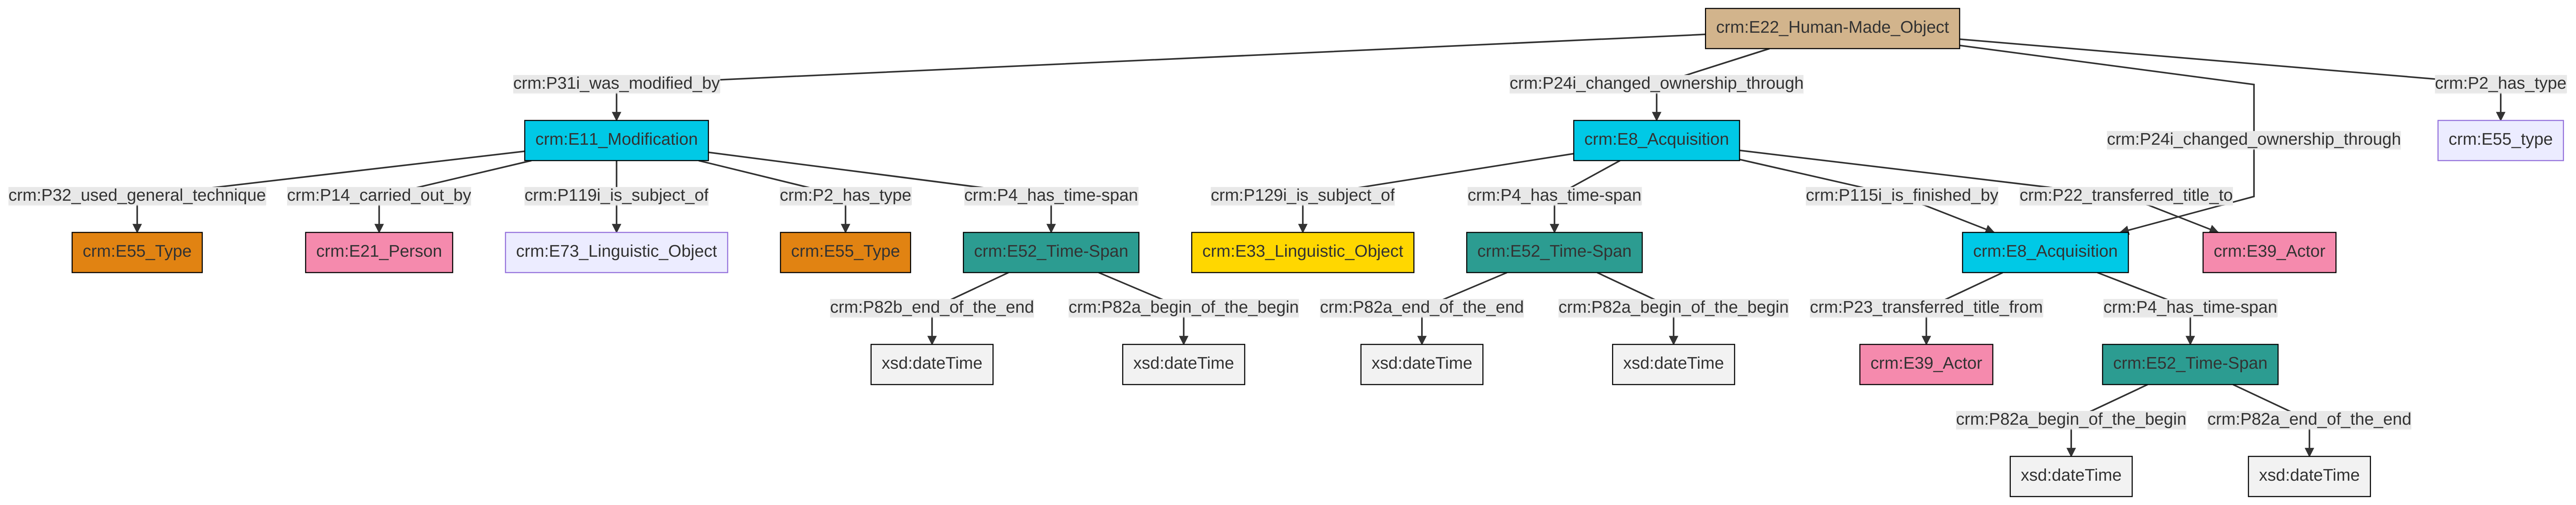 crm:E22_Human-Made_Object
crm:P31i_was_modified_by
crm:P24i_changed_ownership_through
crm:P2_has_type
crm:E11_Modification
crm:E8_Acquisition
crm:P24i_changed_ownership_through
crm:E55_type
crm:P32_used_general_technique
crm:P14_carried_out_by
crm:P119i_is_subject_of
crm:P2_has_type
crm:P4_has_time-span
crm:P129i_is_subject_of
crm:P4_has_time-span
crm:P115i_is_finished_by
crm:P22_transferred_title_to
crm:E55_Type
crm:E21_Person
crm:E73_Linguistic_Object
crm:E55_Type
crm:E52_Time-Span
crm:E33_Linguistic_Object
crm:E52_Time-Span
crm:E8_Acquisition
crm:E39_Actor
crm:P82b_end_of_the_end
crm:P82a_begin_of_the_begin
crm:P82a_end_of_the_end
crm:P82a_begin_of_the_begin
crm:P23_transferred_title_from
crm:P4_has_time-span
xsd:dateTime
xsd:dateTime
xsd:dateTime
xsd:dateTime
crm:E39_Actor
crm:E52_Time-Span
crm:P82a_begin_of_the_begin
crm:P82a_end_of_the_end
xsd:dateTime
xsd:dateTime